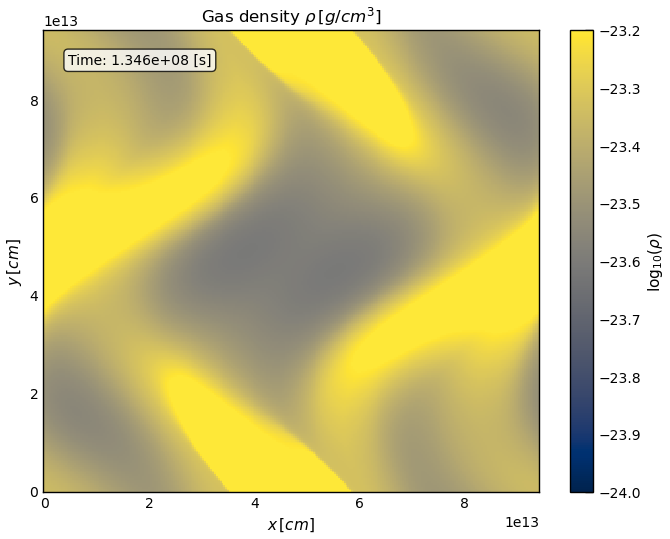 Gas density ρ [g/cm³]
1e13
Time: 1.346e+08 [s]
8
6
4
2
0
y [cm]
0 2 4 6 8
1e13
x [cm]
−23.2
−23.3
−23.4
−23.5
−23.6
−23.7
−23.8
−23.9
−24.0
log₁₀(ρ)